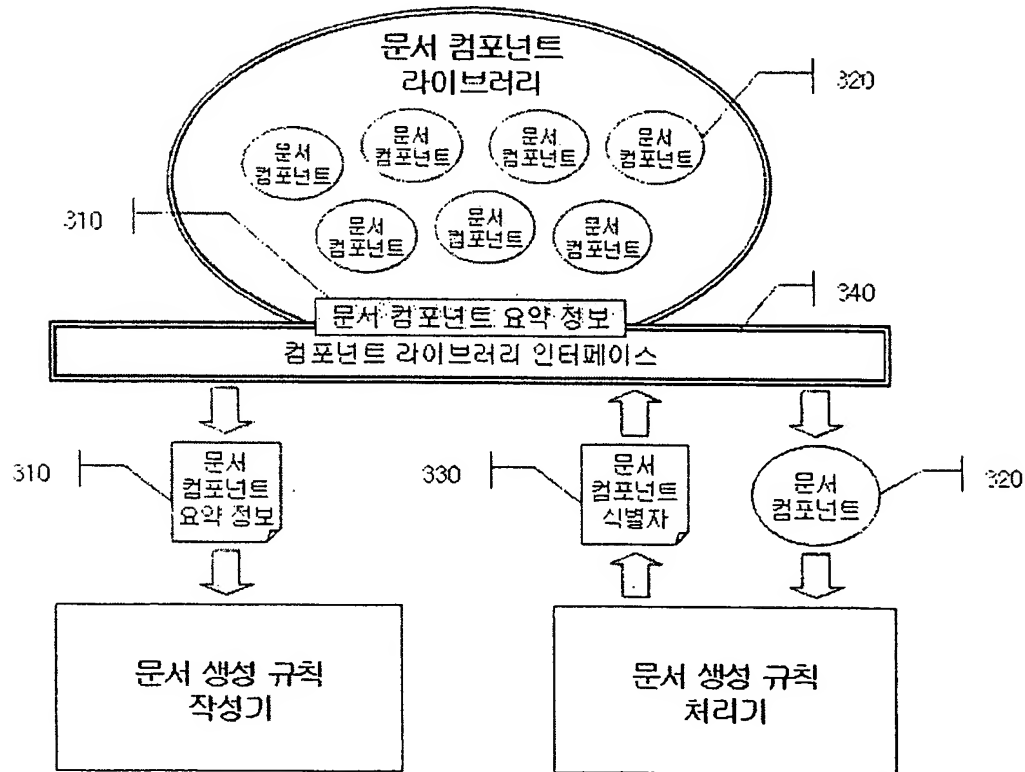 문서 컴포넌트
라이브러리
320
문서
컴포넌트
문서
컴포넌트
문서
컴포넌트
문서
컴포넌트
310
문서
컴포넌트
문서
컴포넌트
문서
컴포넌트
340
문서 컴포넌트 요약 정보
컴포넌트 라이브러리 인터페이스
310
문서
컴포넌트
요약 정보
330
문서
컴포넌트
식별자
문서
컴포넌트
320
문서 생성 규칙
작성기
문서 생성 규칙
처리기